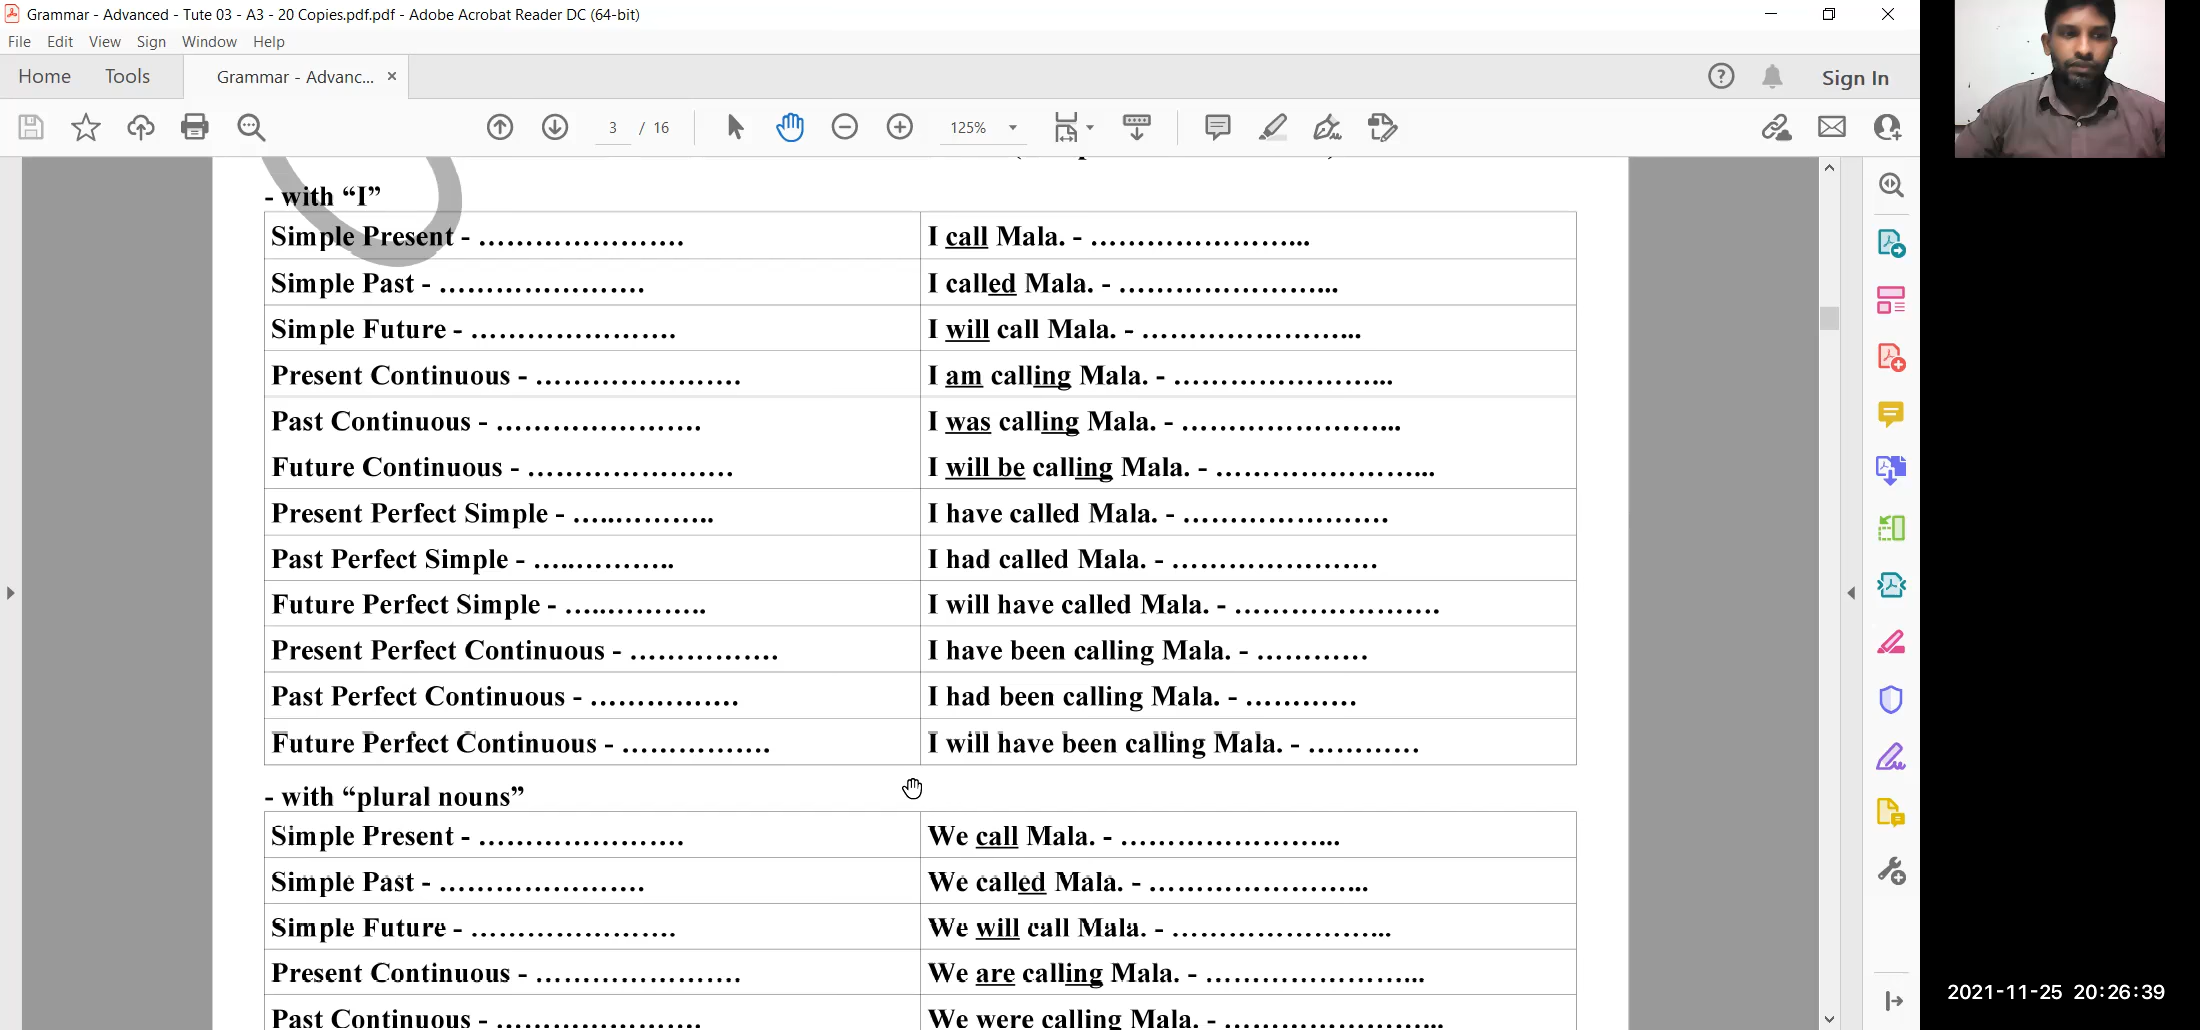 Grammar - Advanced - Tute 03 - A3 - 20 Copies.pdf.pdf - Adobe Acrobat Reader DC (64-bit)
File Edit View Sign Window Help
Home Tools Grammar - Advanc... × Sign In
3 / 16 125%
- with “I”
Simple Present - …………………. I call Mala. - …………………...
Simple Past - …………………. I called Mala. - …………………...
Simple Future - …………………. I will call Mala. - …………………...
Present Continuous - …………………. I am calling Mala. - …………………...
Past Continuous - …………………. I was calling Mala. - …………………...
Future Continuous - …………………. I will be calling Mala. - …………………...
Present Perfect Simple - …..……….. I have called Mala. - ………………….
Past Perfect Simple - …..……….. I had called Mala. - ………………….
Future Perfect Simple - …..……….. I will have called Mala. - ………………….
Present Perfect Continuous - ……………. I have been calling Mala. - …………
Past Perfect Continuous - ……………. I had been calling Mala. - …………
Future Perfect Continuous - ……………. I will have been calling Mala. - …………
- with “plural nouns”
Simple Present - …………………. We call Mala. - …………………...
Simple Past - …………………. We called Mala. - …………………...
Simple Future - …………………. We will call Mala. - …………………...
Present Continuous - …………………. We are calling Mala. - …………………...
Past Continuous - …………………. We were calling Mala. - …………………...
2021-11-25 20:26:39